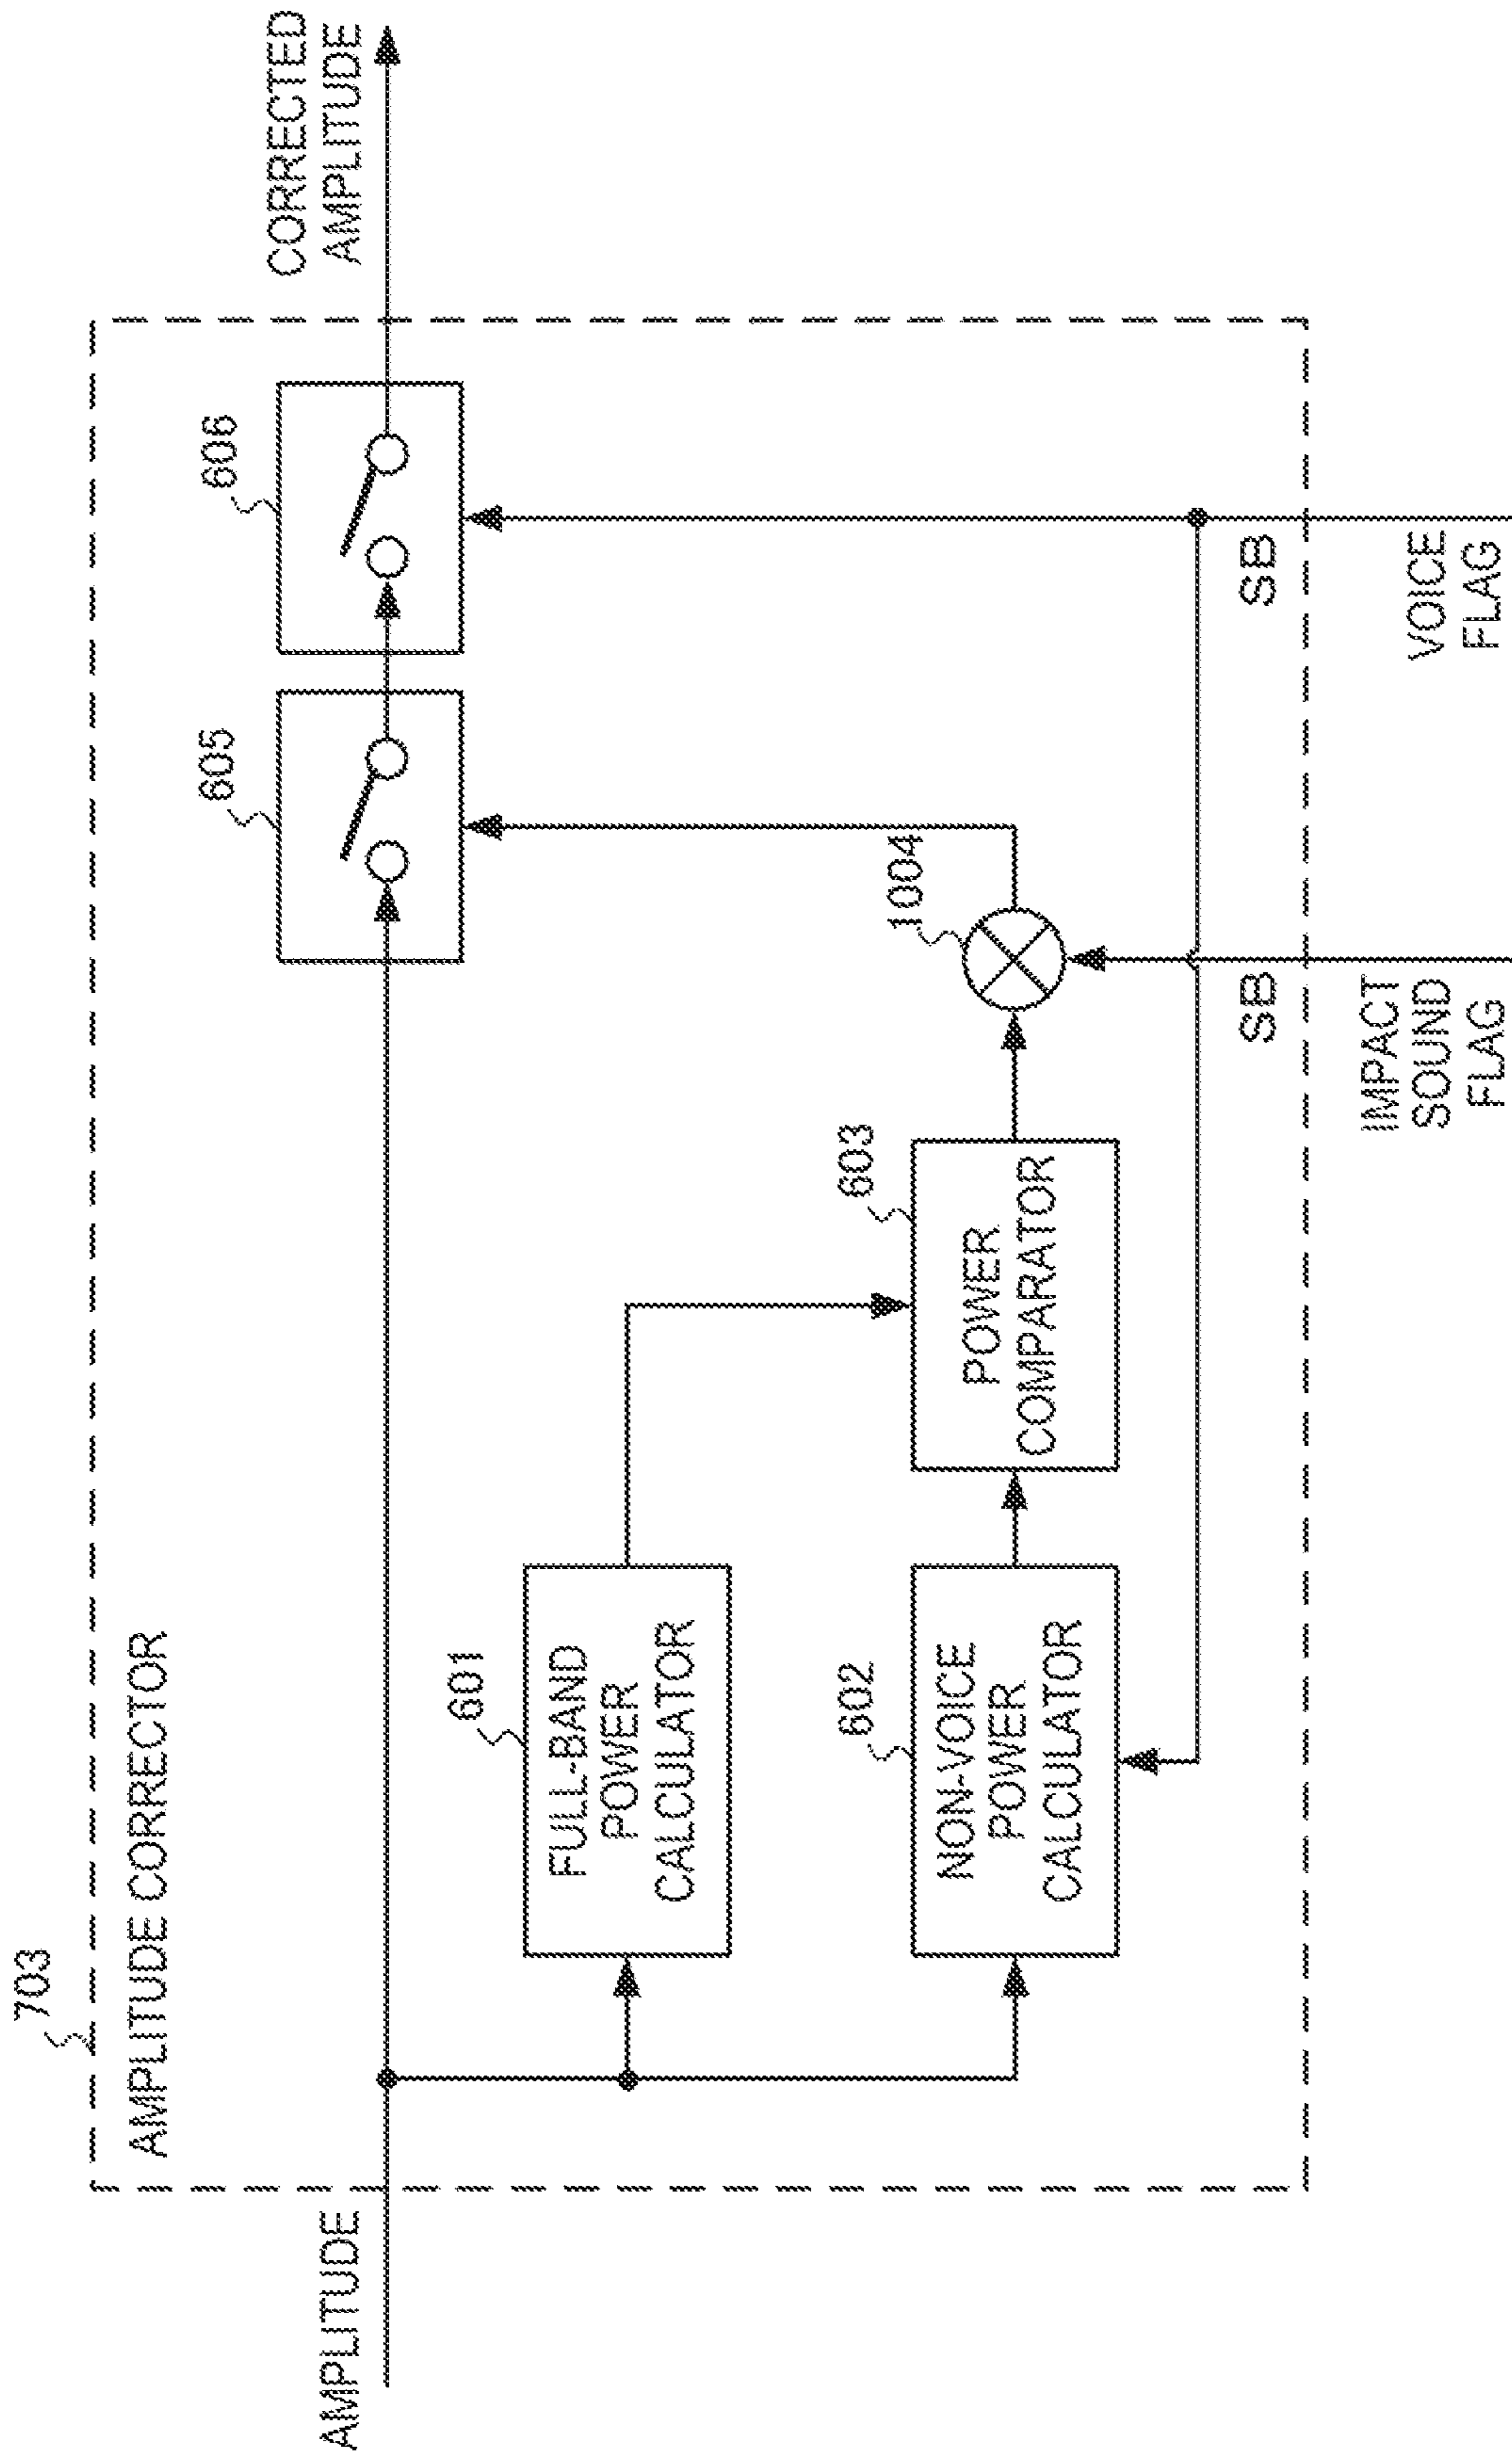 703
AMPLITUDE CORRECTOR
AMPLITUDE
CORRECTED
AMPLITUDE
605
606
601
FULL-BAND
POWER
CALCULATOR
602
NON-VOICE
POWER
CALCULATOR
603
POWER
COMPARATOR
1004
SB
SB
IMPACT
SOUND
FLAG
VOICE
FLAG